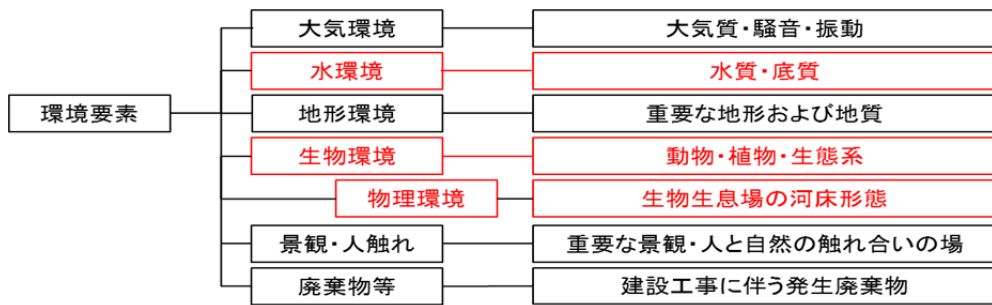 環境要素
大気環境
大気質・騒音・振動
水環境
水質・底質
地形環境
重要な地形および地質
生物環境
動物・植物・生態系
物理環境
生物生息場の河床形態
景観・人触れ
重要な景観・人と自然の触れ合いの場
廃棄物等
建設工事に伴う発生廃棄物